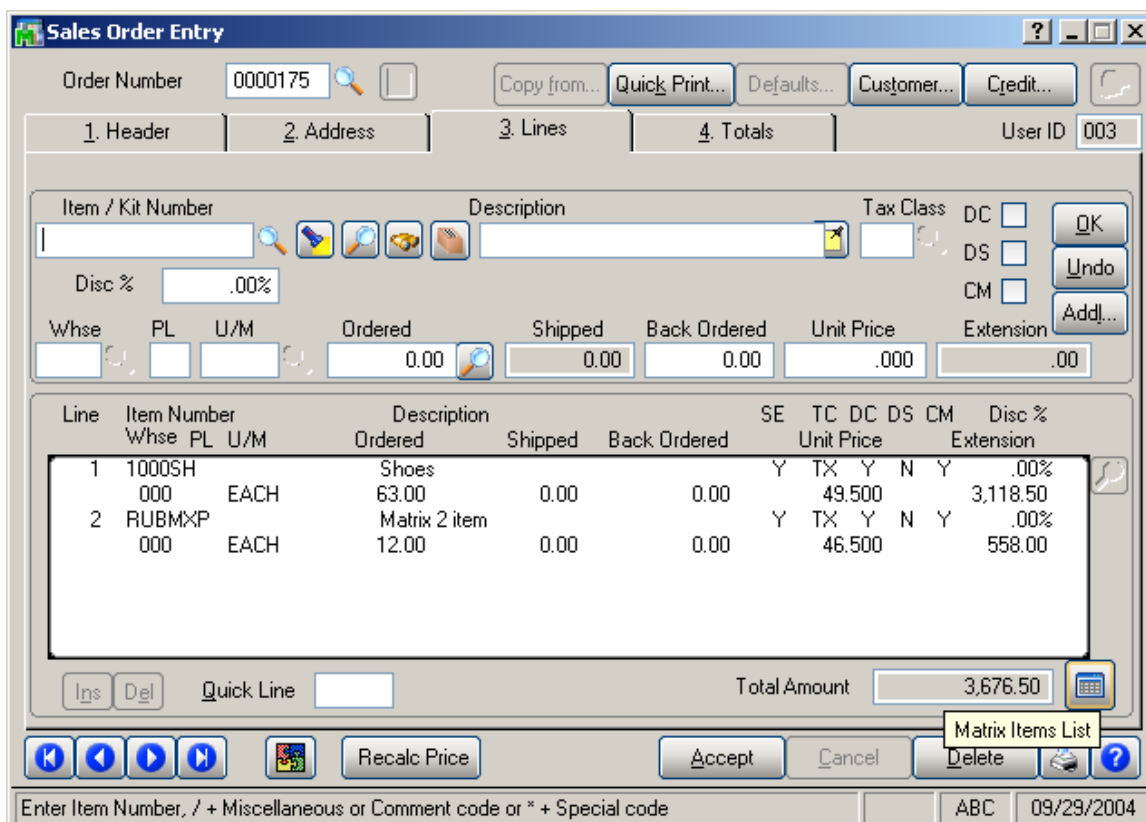 Sales Order Entry
Order Number 0000175 Copy from... Quick Print... Defaults... Customer... Credit...
1. Header 2. Address 3. Lines 4. Totals User ID 003
Item / Kit Number Description Tax Class DC OK
DS
Disc % .00% Undo
CM
Whse PL U/M Ordered Shipped Back Ordered Unit Price Extension Addl...
0.00 0.00 0.00 .000 .00
Line Item Number Description SE TC DC DS CM Disc %
Whse PL U/M Ordered Shipped Back Ordered Unit Price Extension
1 1000SH Shoes Y TX Y N Y .00%
000 EACH 63.00 0.00 0.00 49.500 3,118.50
2 RUBMXP Matrix 2 item Y TX Y N Y .00%
000 EACH 12.00 0.00 0.00 46.500 558.00
Ins Del Quick Line Total Amount 3,676.50
Matrix Items List
Recalc Price Accept Cancel Delete
Enter Item Number, / + Miscellaneous or Comment code or * + Special code ABC 09/29/2004